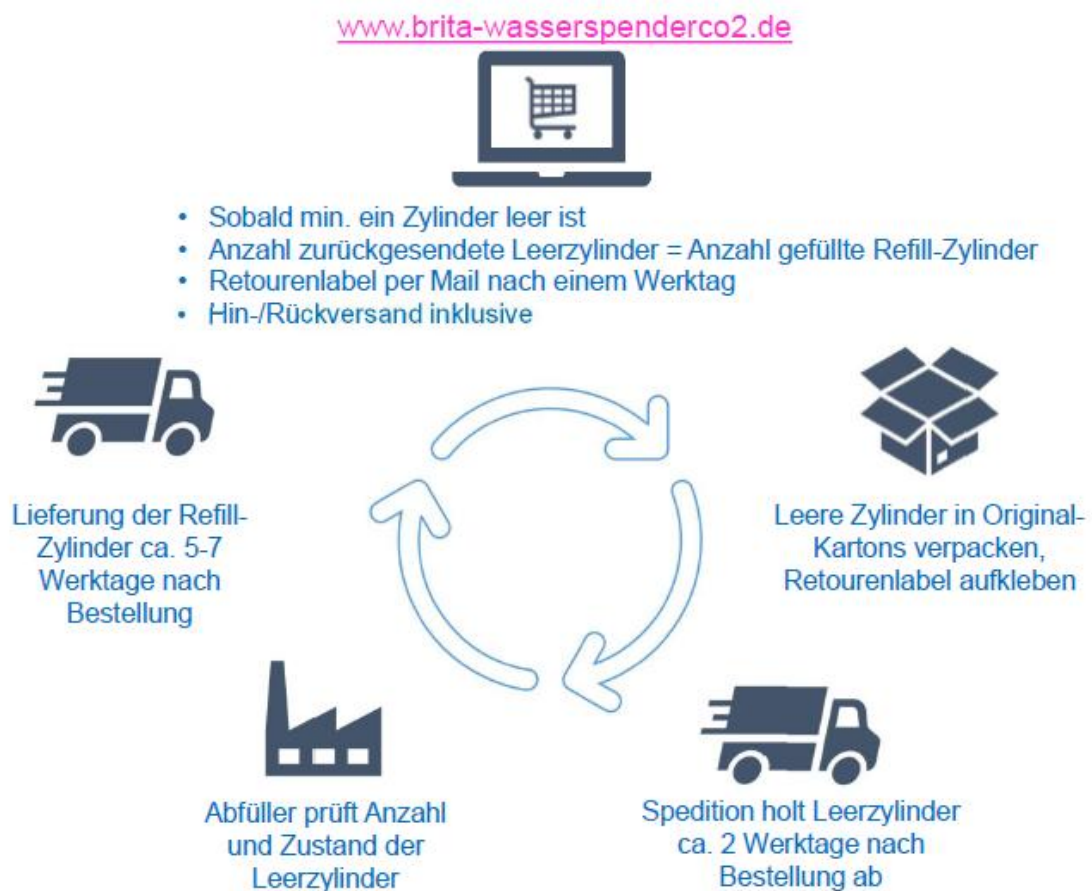 www.brita-wasserspenderco2.de
• Sobald min. ein Zylinder leer ist
• Anzahl zurückgesendete Leerzylinder = Anzahl gefüllte Refill-Zylinder
• Retourenlabel per Mail nach einem Werktag
• Hin-/Rückversand inklusive
Leere Zylinder in Original-
Kartons verpacken,
Retourenlabel aufkleben
Spedition holt Leerzylinder
ca. 2 Werktage nach
Bestellung ab
Abfüller prüft Anzahl
und Zustand der
Leerzylinder
Lieferung der Refill-
Zylinder ca. 5-7
Werktage nach
Bestellung